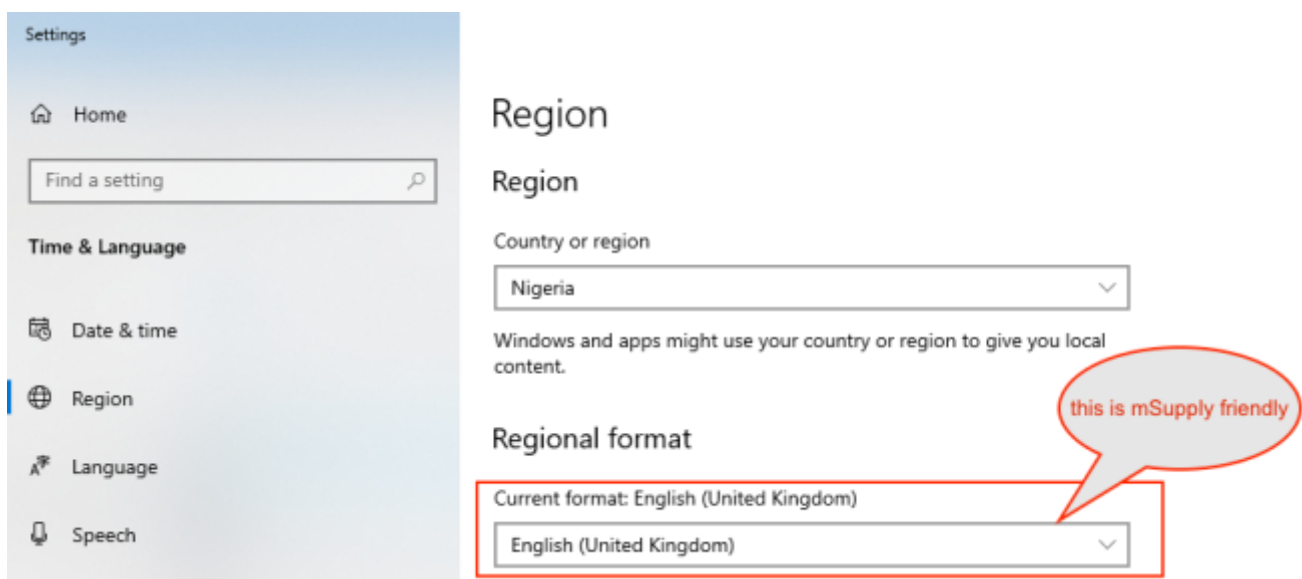 Settings
Home
Find a setting
Time & Language
Date & time
Region
Language
Speech
Region
Region
Country or region
Nigeria
Windows and apps might use your country or region to give you local
content.
this is mSupply friendly
Regional format
Current format: English (United Kingdom)
English (United Kingdom)